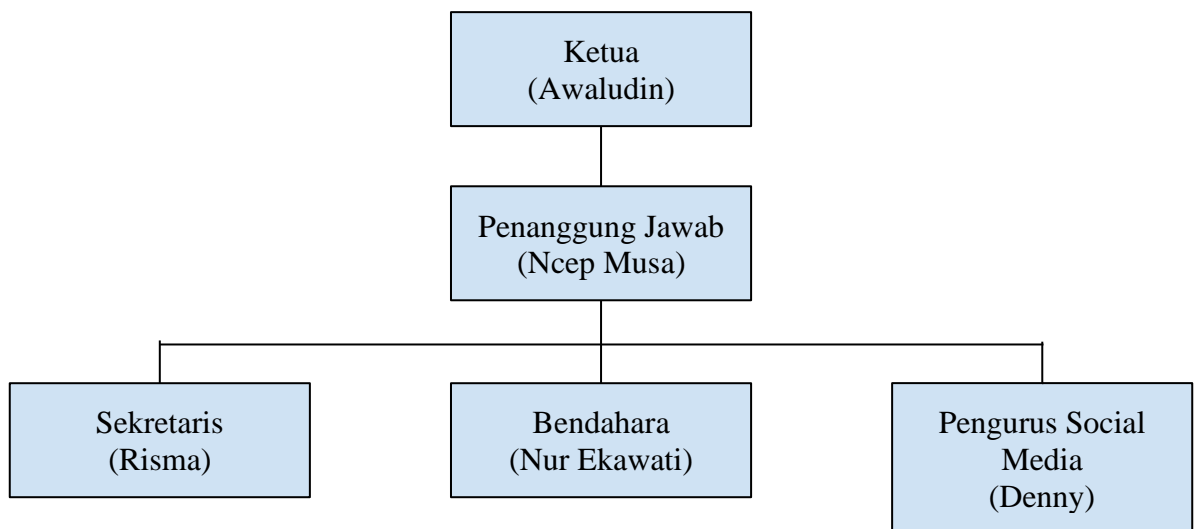 Ketua
(Awaludin)
Penanggung Jawab
(Ncep Musa)
Sekretaris
(Risma)
Bendahara
(Nur Ekawati)
Pengurus Social
Media
(Denny)